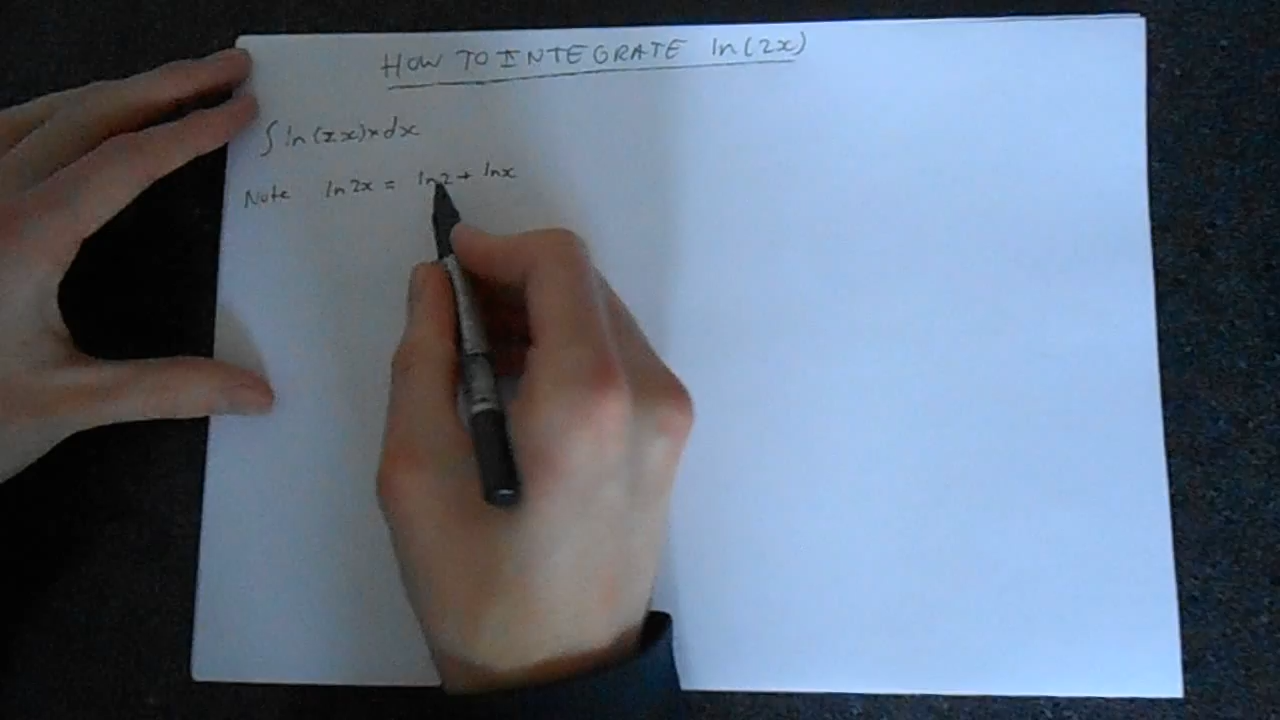 HOW TO INTEGRATE ln(2x)
∫ ln(2x) × dx
Note ln 2x = ln 2 + ln x